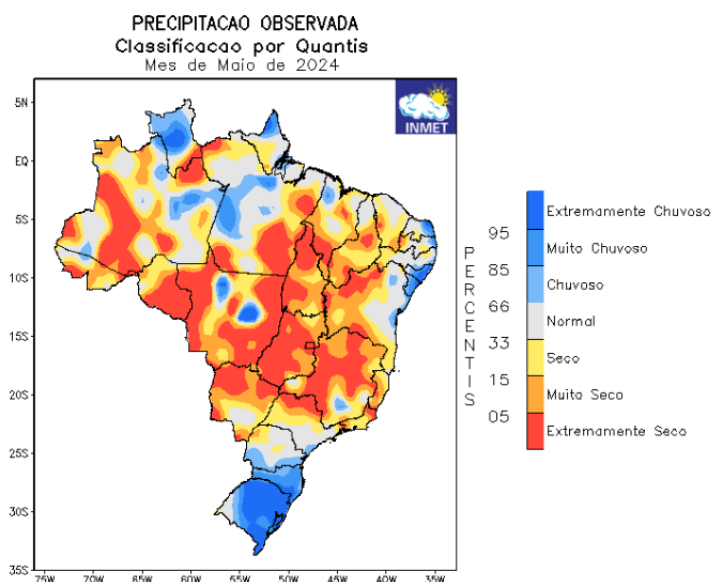 PRECIPITACAO OBSERVADA
Classificacao por Quantis
Mes de Maio de 2024
INMET
5N
EQ
5S
10S
15S
20S
25S
30S
35S
75W
70W
65W
60W
55W
50W
45W
40W
35W
PERCENTIS
95
85
66
33
15
05
Extremamente Chuvoso
Muito Chuvoso
Chuvoso
Normal
Seco
Muito Seco
Extremamente Seco